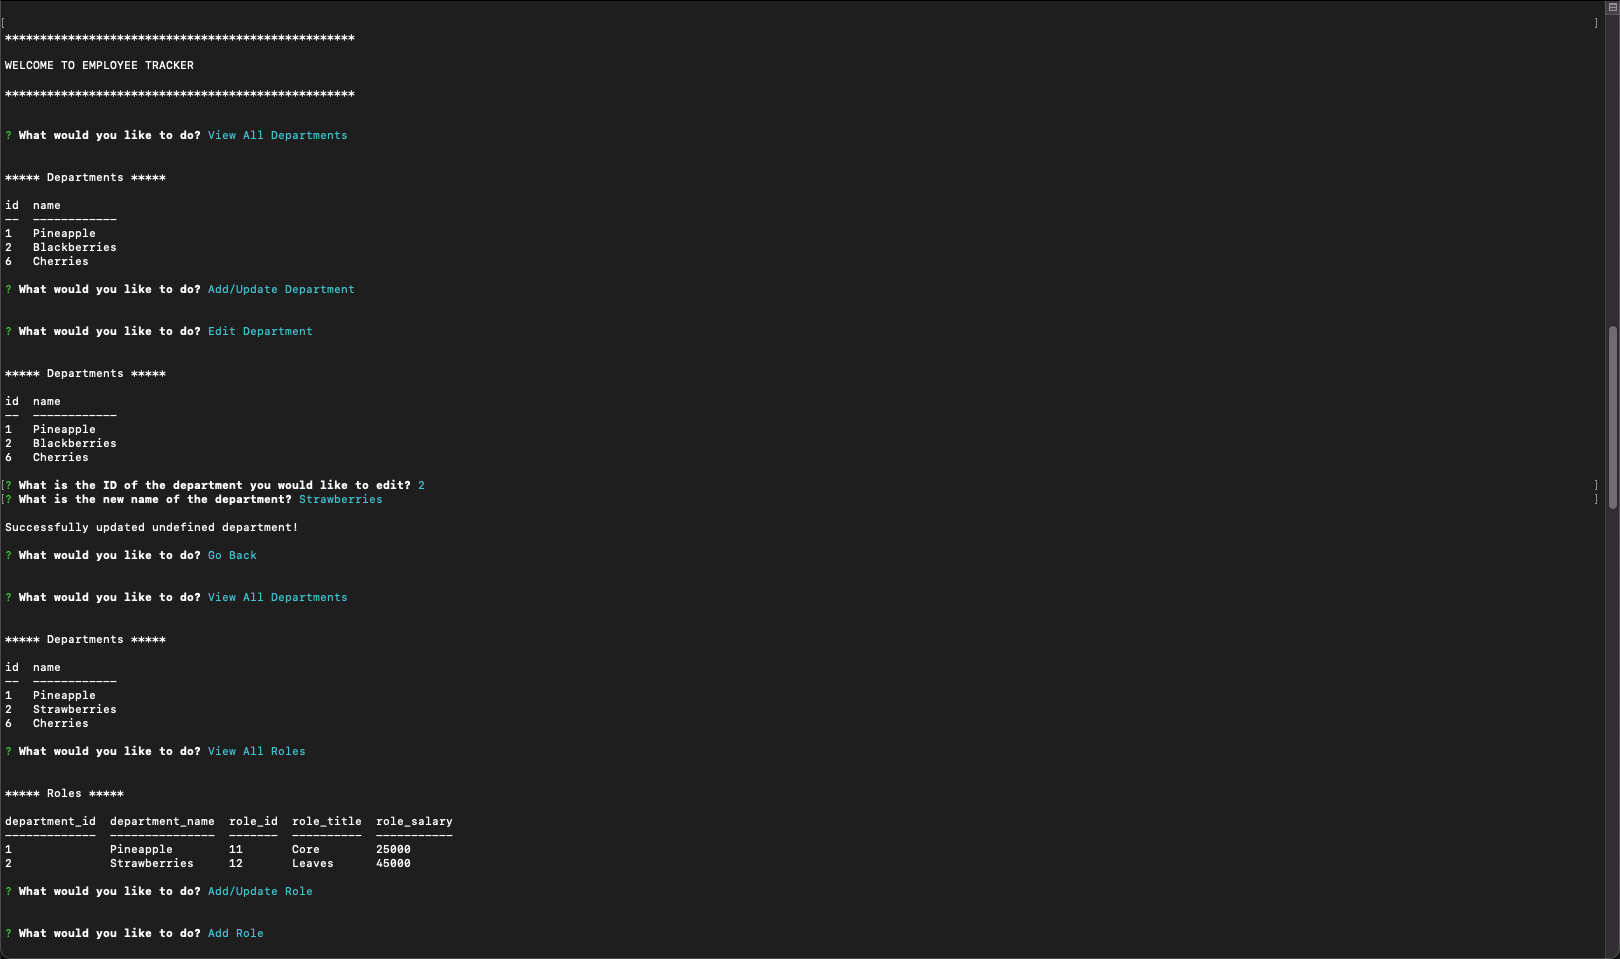 [ ]
**************************************************
WELCOME TO EMPLOYEE TRACKER
**************************************************
? What would you like to do? View All Departments
***** Departments *****
id  name
--  ------------
1   Pineapple
2   Blackberries
6   Cherries
? What would you like to do? Add/Update Department
? What would you like to do? Edit Department
***** Departments *****
id  name
--  ------------
1   Pineapple
2   Blackberries
6   Cherries
[? What is the ID of the department you would like to edit? 2 ]
[? What is the new name of the department? Strawberries ]
Successfully updated undefined department!
? What would you like to do? Go Back
? What would you like to do? View All Departments
***** Departments *****
id  name
--  ------------
1   Pineapple
2   Strawberries
6   Cherries
? What would you like to do? View All Roles
***** Roles *****
department_id  department_name  role_id  role_title  role_salary
-------------  ---------------  -------  ----------  -----------
1              Pineapple        11       Core        25000
2              Strawberries     12       Leaves      45000
? What would you like to do? Add/Update Role
? What would you like to do? Add Role